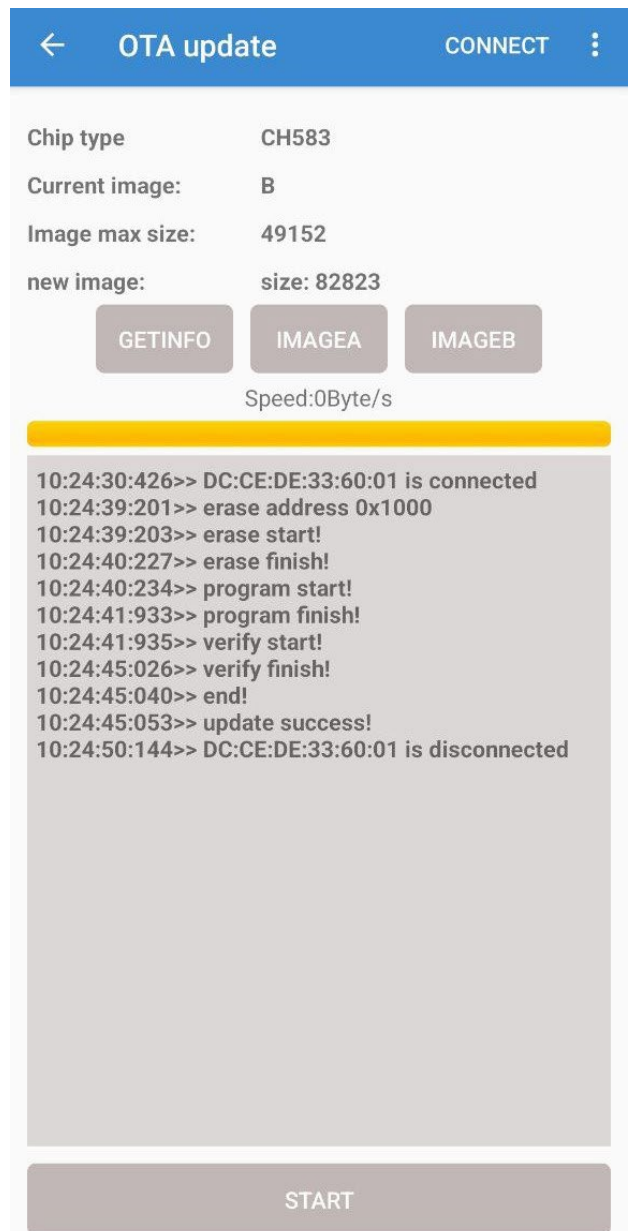 OTA update CONNECT
Chip type CH583
Current image: B
Image max size: 49152
new image: size: 82823
GETINFO IMAGEA IMAGEB
Speed:0Byte/s
10:24:30:426>> DC:CE:DE:33:60:01 is connected
10:24:39:201>> erase address 0x1000
10:24:39:203>> erase start!
10:24:40:227>> erase finish!
10:24:40:234>> program start!
10:24:41:933>> program finish!
10:24:41:935>> verify start!
10:24:45:026>> verify finish!
10:24:45:040>> end!
10:24:45:053>> update success!
10:24:50:144>> DC:CE:DE:33:60:01 is disconnected
START